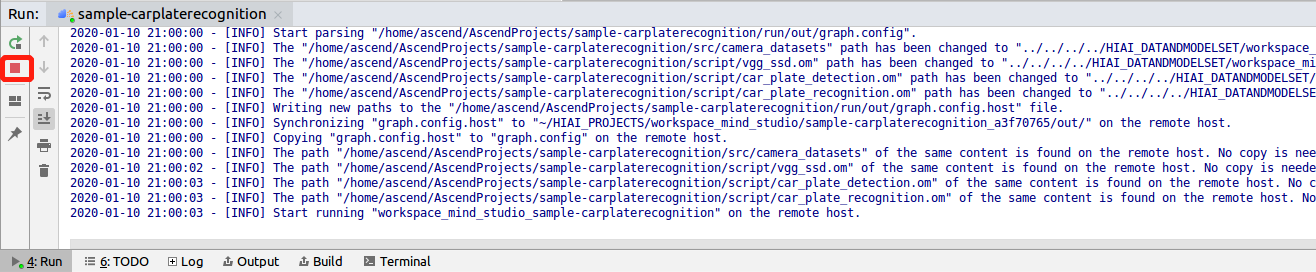 Run: sample-carplaterecognition
2020-01-10 21:00:00 - [INFO] Start parsing "/home/ascend/AscendProjects/sample-carplaterecognition/run/out/graph.config".
2020-01-10 21:00:00 - [INFO] The "/home/ascend/AscendProjects/sample-carplaterecognition/src/camera_datasets" path has been changed to "../../../../HIAI_DATANDMODELSET/workspace_
2020-01-10 21:00:00 - [INFO] The "/home/ascend/AscendProjects/sample-carplaterecognition/script/vgg_ssd.om" path has been changed to "../../../../HIAI_DATANDMODELSET/workspace_mi
2020-01-10 21:00:00 - [INFO] The "/home/ascend/AscendProjects/sample-carplaterecognition/script/car_plate_detection.om" path has been changed to "../../../../HIAI_DATANDMODELSET/
2020-01-10 21:00:00 - [INFO] The "/home/ascend/AscendProjects/sample-carplaterecognition/script/car_plate_recognition.om" path has been changed to "../../../../HIAI_DATANDMODELSE
2020-01-10 21:00:00 - [INFO] Writing new paths to the "/home/ascend/AscendProjects/sample-carplaterecognition/run/out/graph.config.host" file.
2020-01-10 21:00:00 - [INFO] Synchronizing "graph.config.host" to "~/HIAI_PROJECTS/workspace_mind_studio/sample-carplaterecognition_a3f70765/out/" on the remote host.
2020-01-10 21:00:00 - [INFO] Copying "graph.config.host" to "graph.config" on the remote host.
2020-01-10 21:00:00 - [INFO] The path "/home/ascend/AscendProjects/sample-carplaterecognition/src/camera_datasets" of the same content is found on the remote host. No copy is nee
2020-01-10 21:00:02 - [INFO] The path "/home/ascend/AscendProjects/sample-carplaterecognition/script/vgg_ssd.om" of the same content is found on the remote host. No copy is neede
2020-01-10 21:00:03 - [INFO] The path "/home/ascend/AscendProjects/sample-carplaterecognition/script/car_plate_detection.om" of the same content is found on the remote host. No c
2020-01-10 21:00:03 - [INFO] The path "/home/ascend/AscendProjects/sample-carplaterecognition/script/car_plate_recognition.om" of the same content is found on the remote host. No
2020-01-10 21:00:03 - [INFO] Start running "workspace_mind_studio_sample-carplaterecognition" on the remote host.
4: Run 6: TODO Log Output Build Terminal